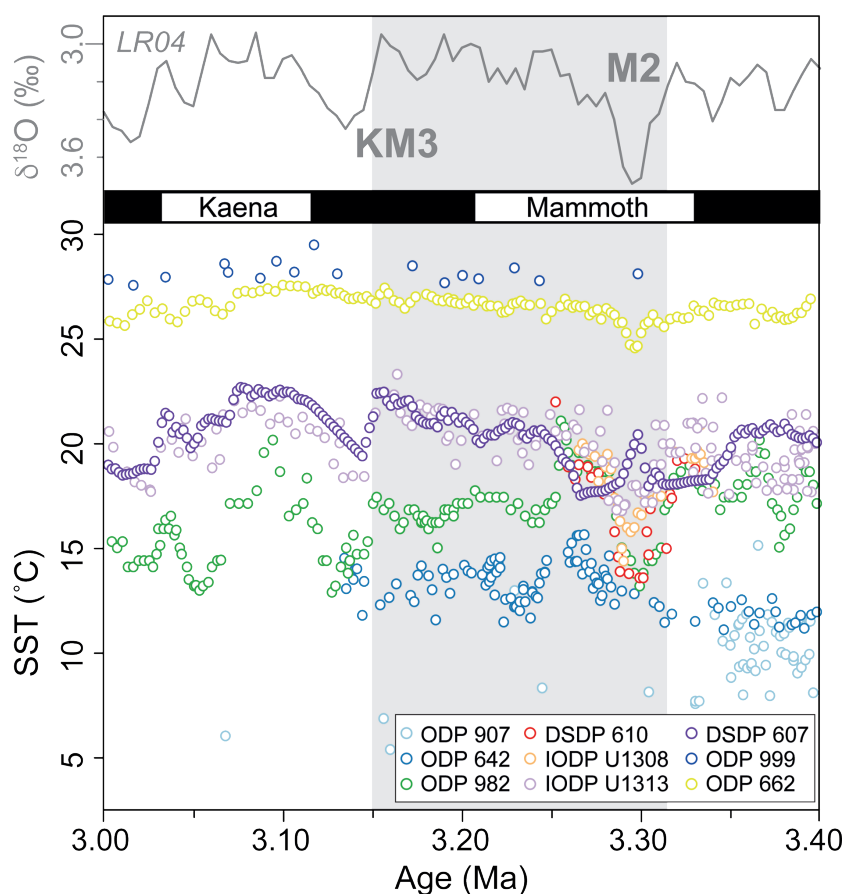 LR04
3.0
3.6
δ18O (‰)
M2
KM3
Kaena
Mammoth
30
25
20
15
10
5
SST (˚C)
ODP 907
DSDP 610
DSDP 607
ODP 642
IODP U1308
ODP 999
ODP 982
IODP U1313
ODP 662
3.00
3.10
3.20
3.30
3.40
Age (Ma)